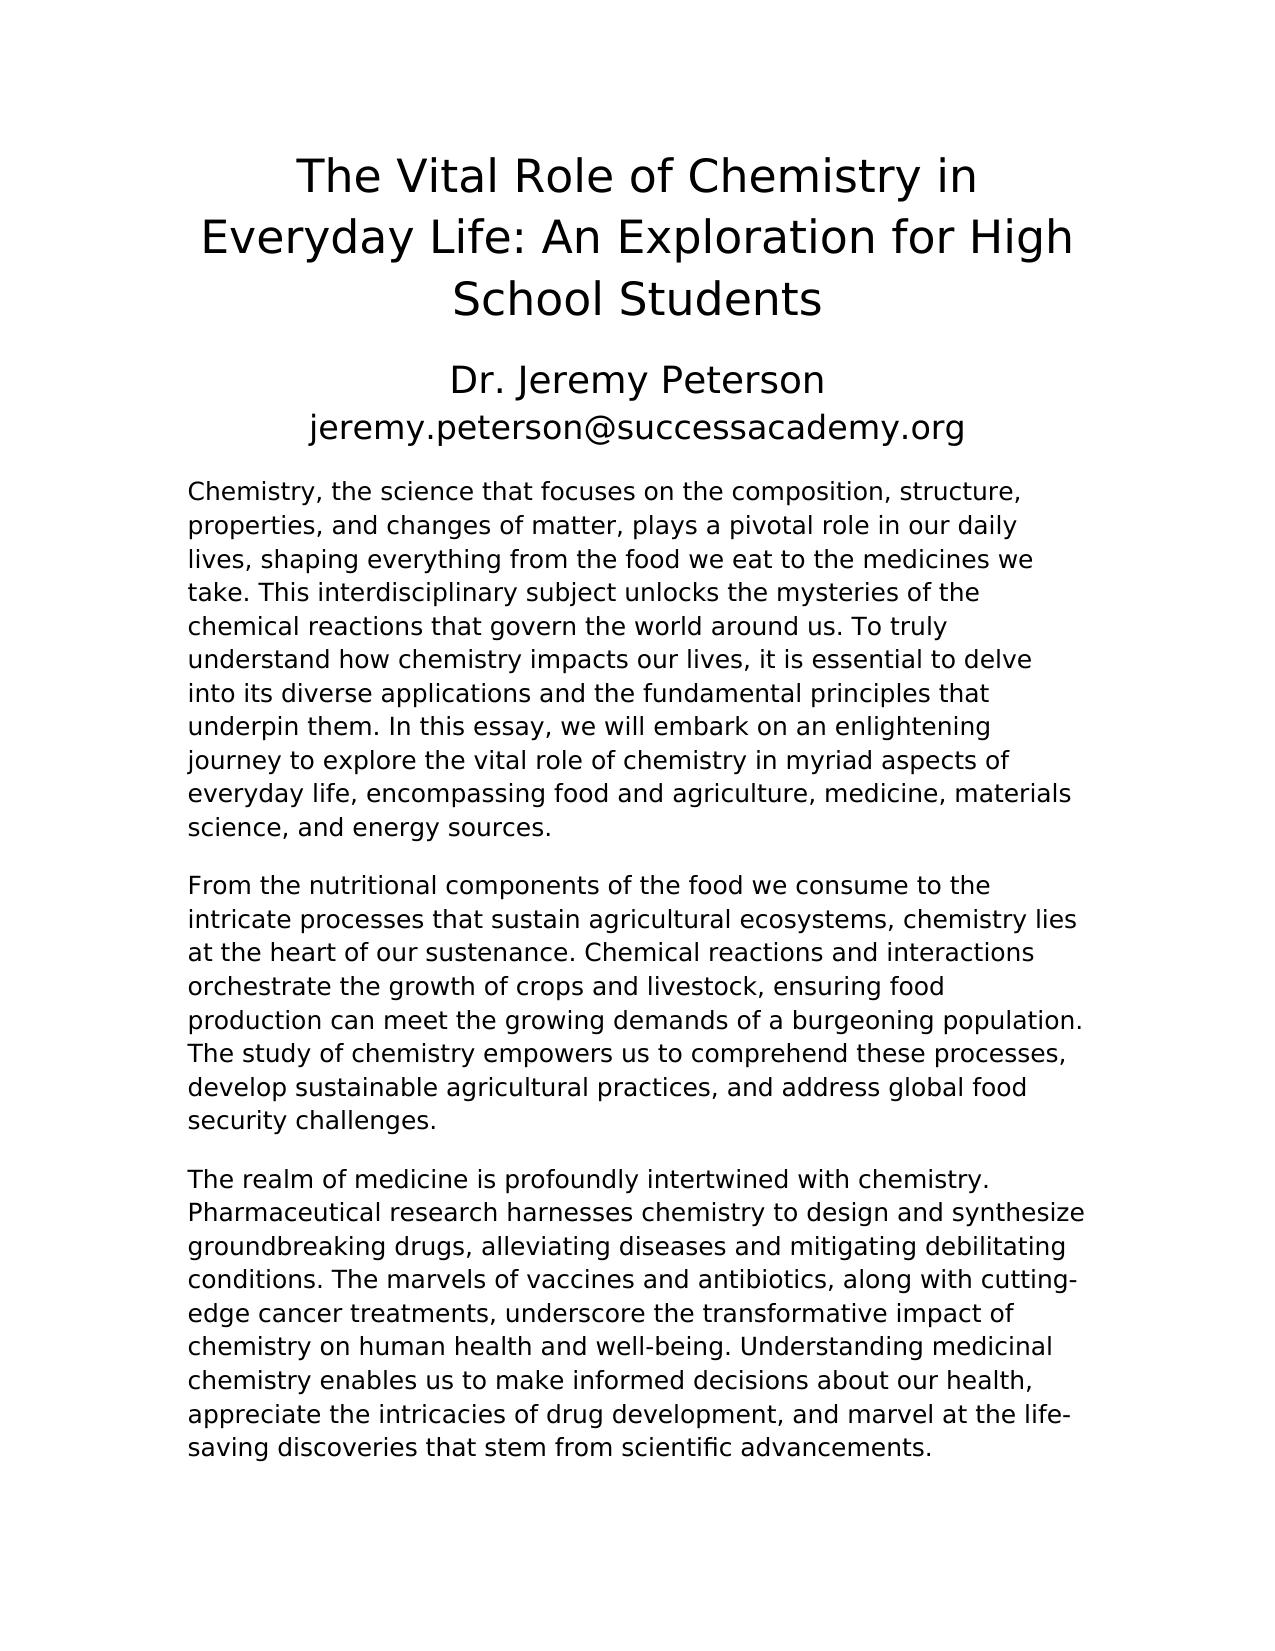 The Vital Role of Chemistry in
Everyday Life: An Exploration for High
School Students
Dr. Jeremy Peterson
jeremy.peterson@successacademy.org
Chemistry, the science that focuses on the composition, structure,
properties, and changes of matter, plays a pivotal role in our daily
lives, shaping everything from the food we eat to the medicines we
take. This interdisciplinary subject unlocks the mysteries of the
chemical reactions that govern the world around us. To truly
understand how chemistry impacts our lives, it is essential to delve
into its diverse applications and the fundamental principles that
underpin them. In this essay, we will embark on an enlightening
journey to explore the vital role of chemistry in myriad aspects of
everyday life, encompassing food and agriculture, medicine, materials
science, and energy sources.
From the nutritional components of the food we consume to the
intricate processes that sustain agricultural ecosystems, chemistry lies
at the heart of our sustenance. Chemical reactions and interactions
orchestrate the growth of crops and livestock, ensuring food
production can meet the growing demands of a burgeoning population.
The study of chemistry empowers us to comprehend these processes,
develop sustainable agricultural practices, and address global food
security challenges.
The realm of medicine is profoundly intertwined with chemistry.
Pharmaceutical research harnesses chemistry to design and synthesize
groundbreaking drugs, alleviating diseases and mitigating debilitating
conditions. The marvels of vaccines and antibiotics, along with cutting-
edge cancer treatments, underscore the transformative impact of
chemistry on human health and well-being. Understanding medicinal
chemistry enables us to make informed decisions about our health,
appreciate the intricacies of drug development, and marvel at the life-
saving discoveries that stem from scientific advancements.